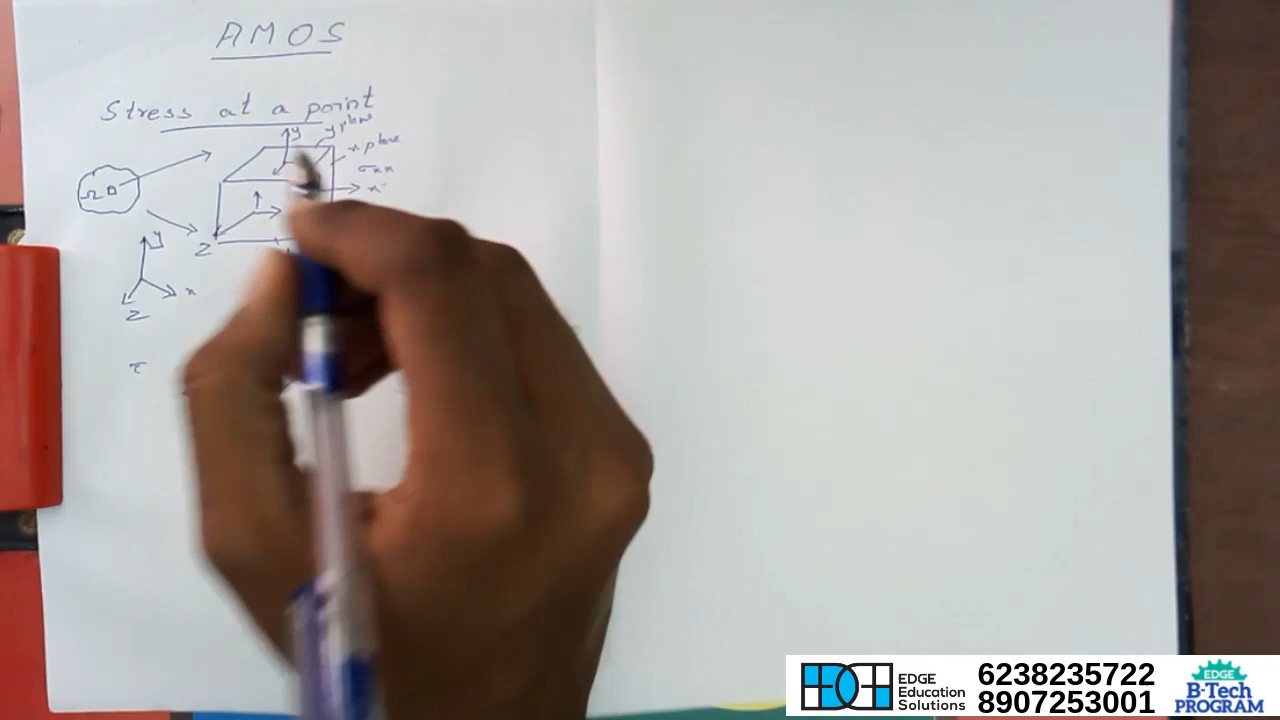 AMOS
Stress at a point
y
y plane
x plane
σxx
x
z
y
x
z
τ
EDGE
Education
Solutions
6238235722
8907253001
EDGE
B-Tech
PROGRAM